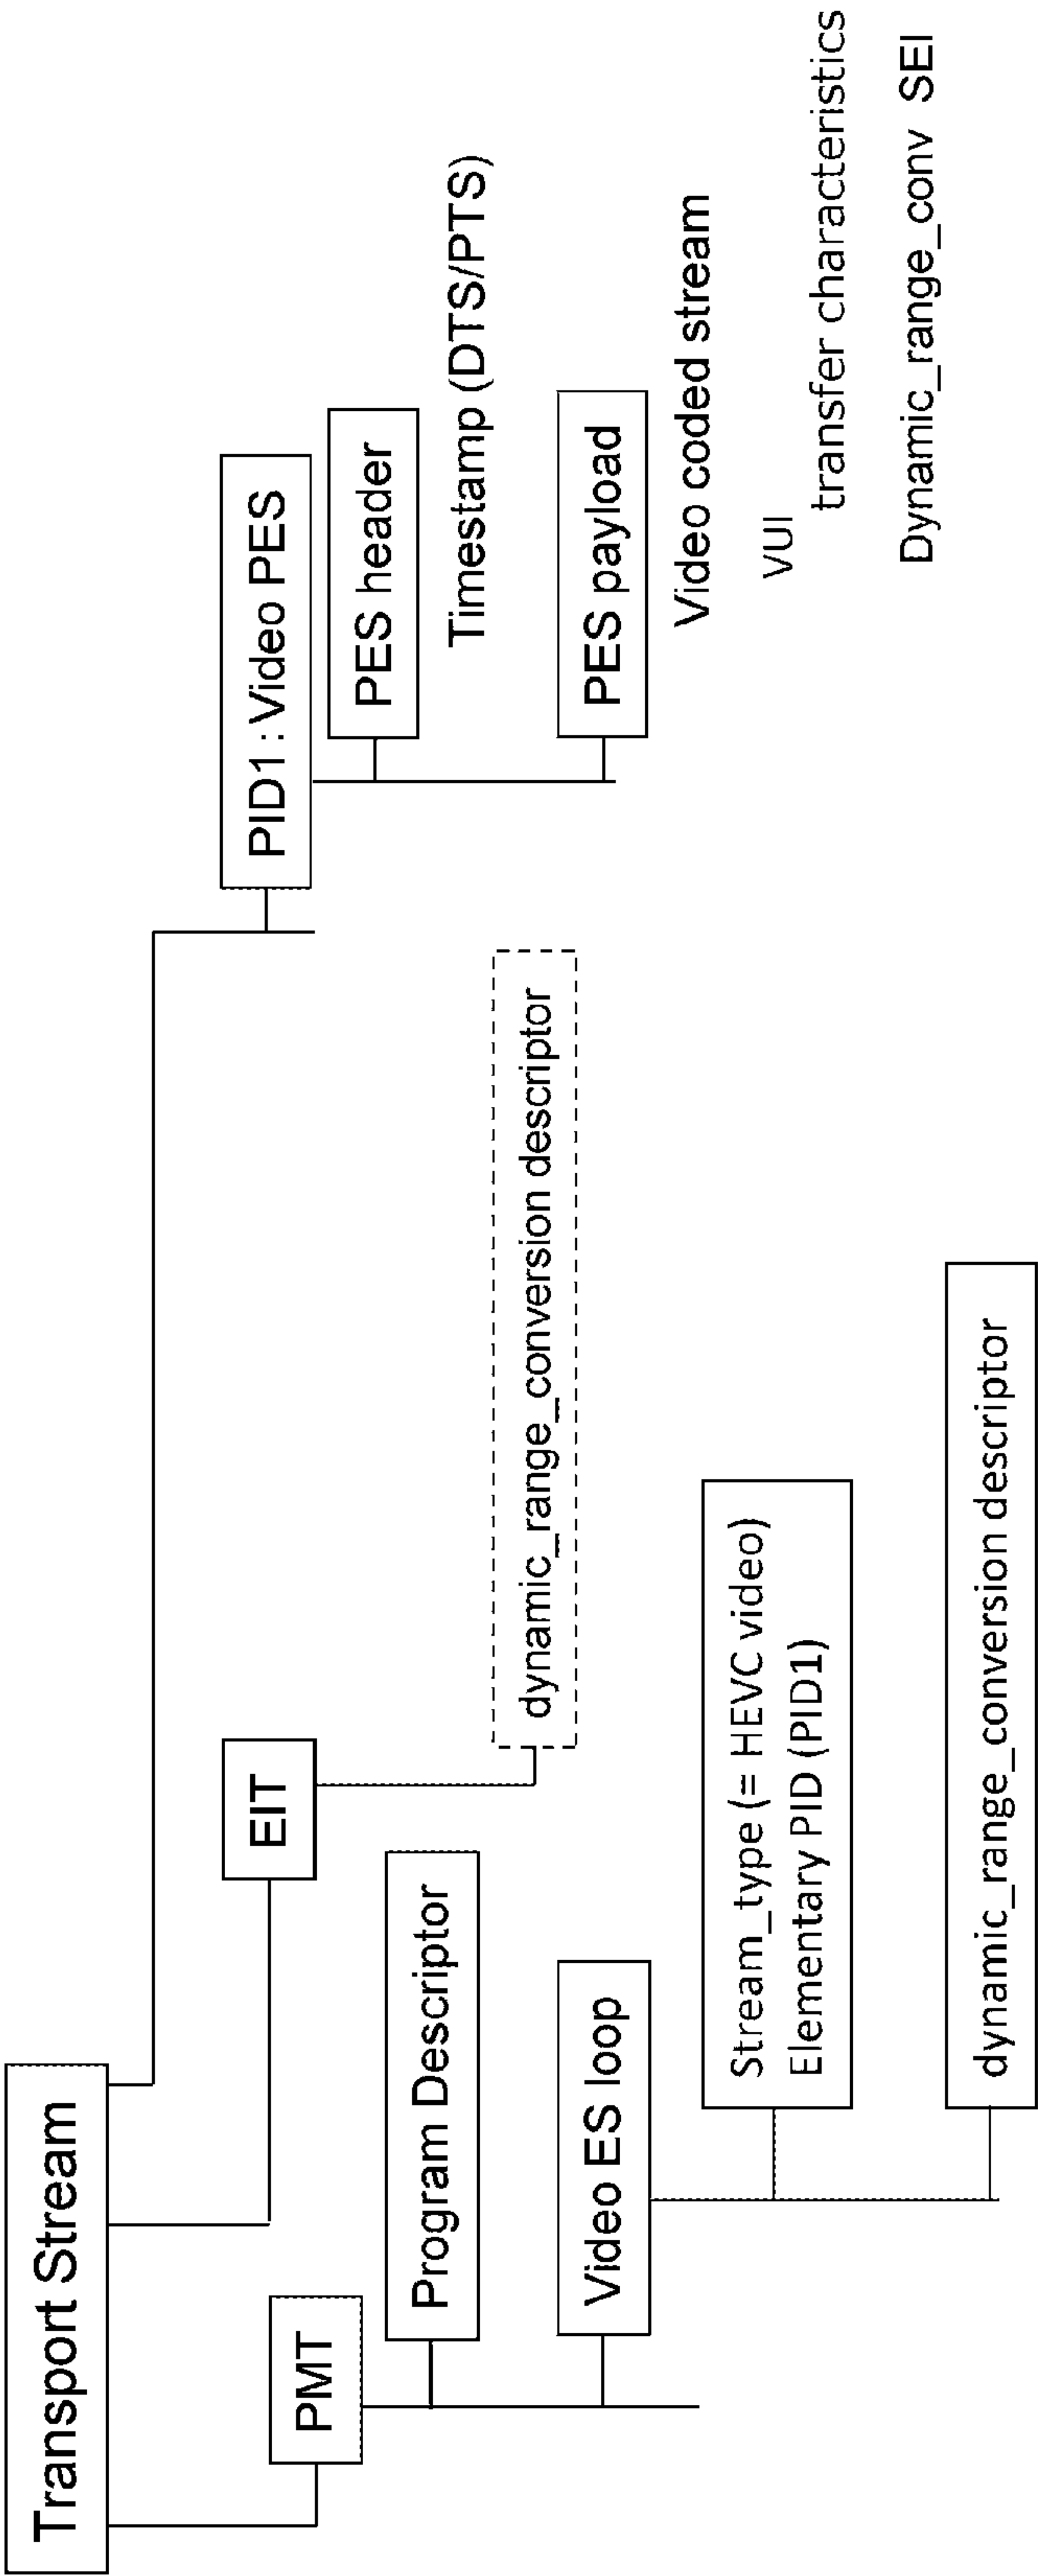 Transport Stream
PMT
Program Descriptor
Video ES loop
Stream_type (= HEVC video)
Elementary PID (PID1)
dynamic_range_conversion descriptor
EIT
dynamic_range_conversion descriptor
PID1 : Video PES
PES header
Timestamp (DTS/PTS)
PES payload
Video coded stream
VUI
transfer characteristics
Dynamic_range_conv SEI